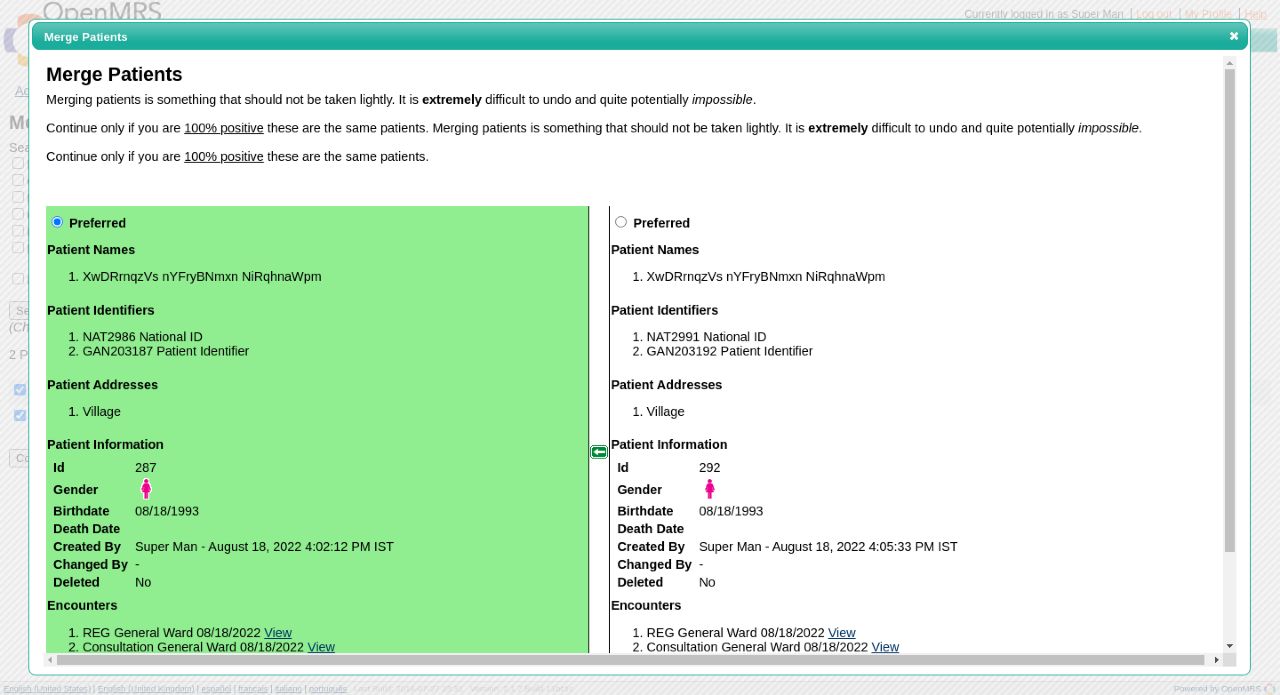 OpenMRS
Currently logged in as Super Man | Log out | My Profile | Help
Merge Patients
Merge Patients
Merging patients is something that should not be taken lightly. It is extremely difficult to undo and quite potentially impossible.
Continue only if you are 100% positive these are the same patients. Merging patients is something that should not be taken lightly. It is extremely difficult to undo and quite potentially impossible.
Continue only if you are 100% positive these are the same patients.
Preferred
Patient Names
1. XwDRrnqzVs nYFryBNmxn NiRqhnaWpm
Patient Identifiers
1. NAT2986 National ID
2. GAN203187 Patient Identifier
Patient Addresses
1. Village
Patient Information
Id 287
Gender
Birthdate 08/18/1993
Death Date
Created By Super Man - August 18, 2022 4:02:12 PM IST
Changed By -
Deleted No
Encounters
1. REG General Ward 08/18/2022 View
2. Consultation General Ward 08/18/2022 View
Preferred
Patient Names
1. XwDRrnqzVs nYFryBNmxn NiRqhnaWpm
Patient Identifiers
1. NAT2991 National ID
2. GAN203192 Patient Identifier
Patient Addresses
1. Village
Patient Information
Id 292
Gender
Birthdate 08/18/1993
Death Date
Created By Super Man - August 18, 2022 4:05:33 PM IST
Changed By -
Deleted No
Encounters
1. REG General Ward 08/18/2022 View
2. Consultation General Ward 08/18/2022 View
English (United States) | English (United Kingdom) | español | français | italiano | português
Powered by OpenMRS